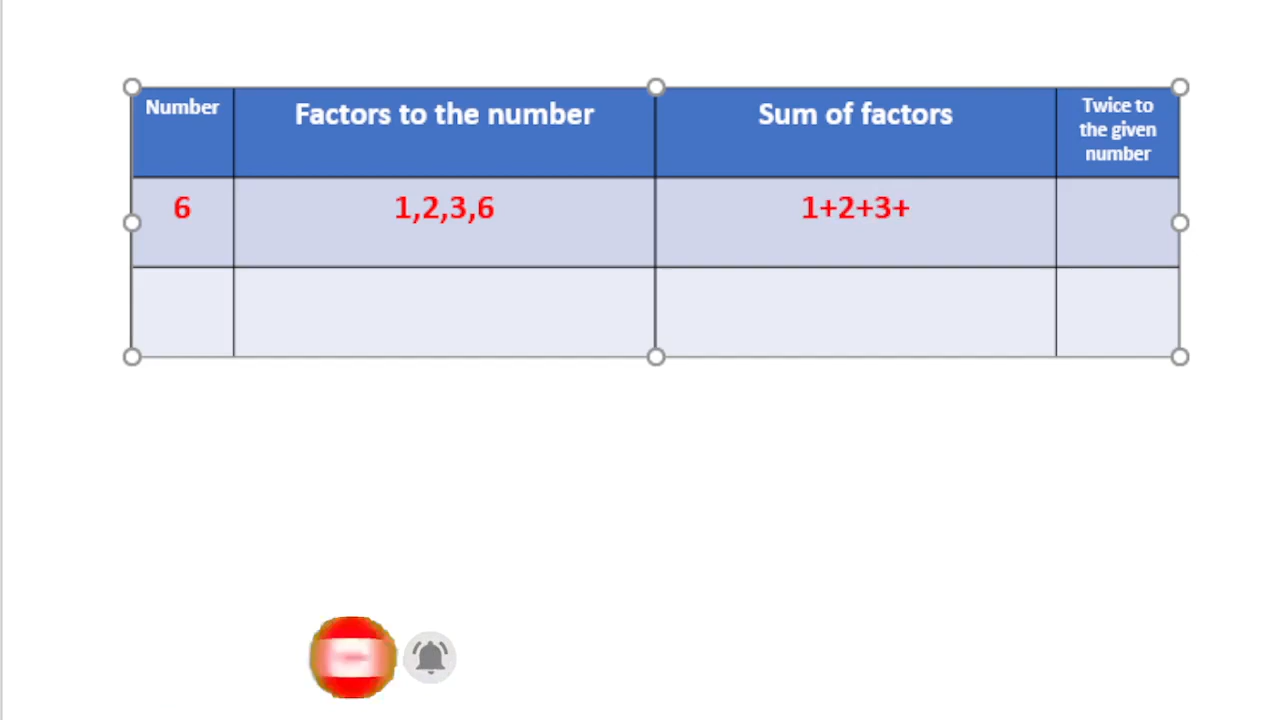 Number
Factors to the number
Sum of factors
Twice to
the given
number
6
1,2,3,6
1+2+3+